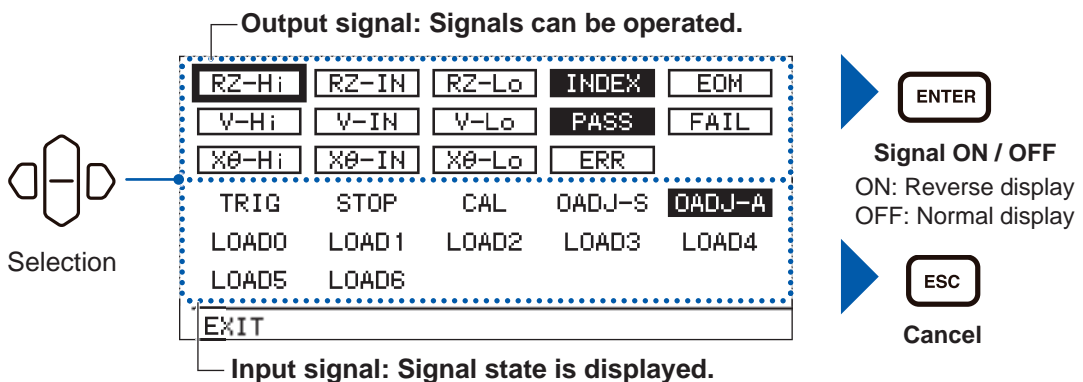 Output signal: Signals can be operated.
RZ-Hi RZ-IN RZ-Lo INDEX EOM
V-Hi V-IN V-Lo PASS FAIL
Xθ-Hi Xθ-IN Xθ-Lo ERR
TRIG STOP CAL OADJ-S OADJ-A
LOAD0 LOAD1 LOAD2 LOAD3 LOAD4
LOAD5 LOAD6
EXIT
Input signal: Signal state is displayed.
Selection
ENTER
Signal ON / OFF
ON: Reverse display
OFF: Normal display
ESC
Cancel